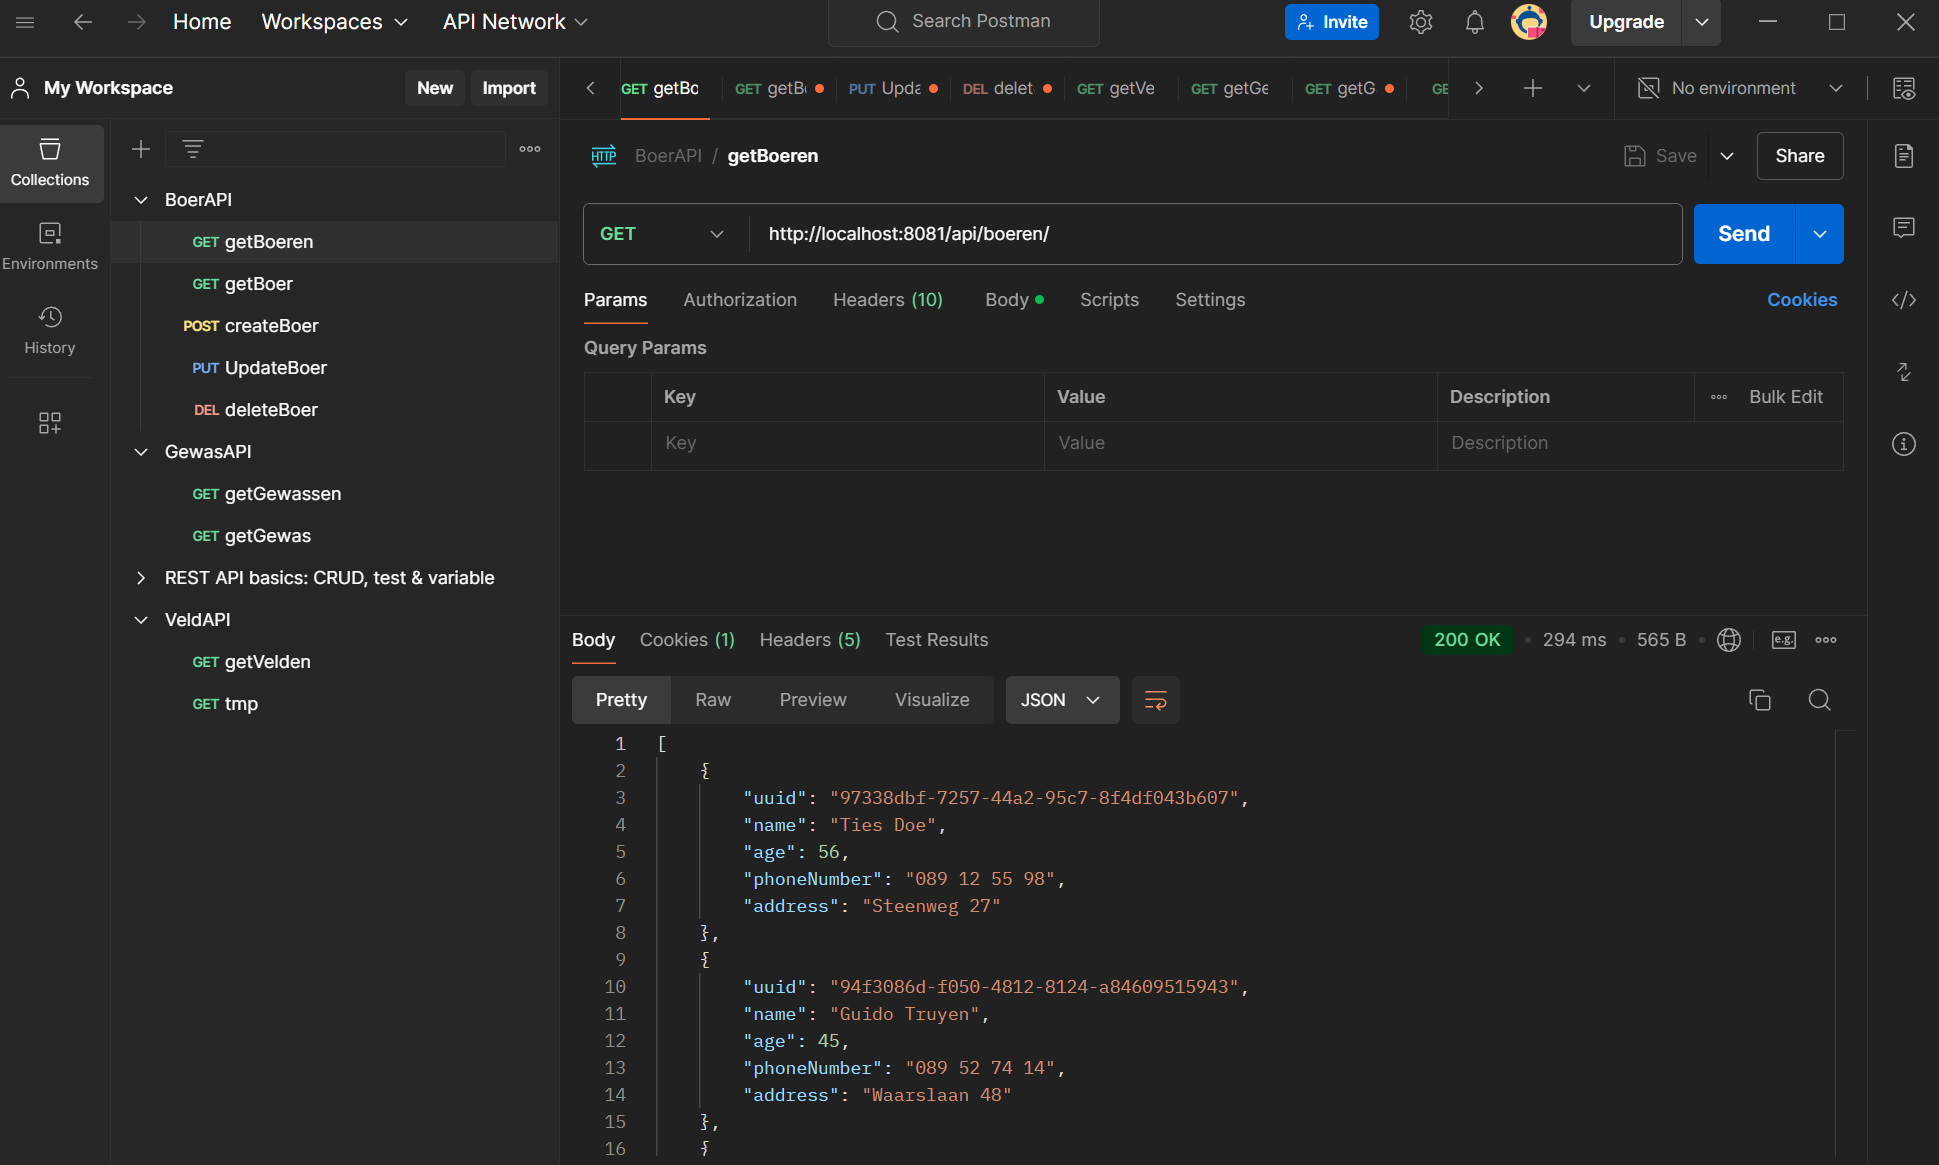 Home Workspaces API Network Search Postman Invite Upgrade
My Workspace New Import GET getBo GET getB PUT Upda DEL delet GET getVe GET getGe GET getG GE No environment
Collections
Environments
History
BoerAPI
GET getBoeren
GET getBoer
POST createBoer
PUT UpdateBoer
DEL deleteBoer
GewasAPI
GET getGewassen
GET getGewas
REST API basics: CRUD, test & variable
VeldAPI
GET getVelden
GET tmp
HTTP BoerAPI / getBoeren Save Share
GET http://localhost:8081/api/boeren/ Send
Params Authorization Headers (10) Body Scripts Settings Cookies
Query Params
Key Value Description Bulk Edit
Key Value Description
Body Cookies (1) Headers (5) Test Results 200 OK 294 ms 565 B e.g.
Pretty Raw Preview Visualize JSON
1 [
2 {
3 "uuid": "97338dbf-7257-44a2-95c7-8f4df043b607",
4 "name": "Ties Doe",
5 "age": 56,
6 "phoneNumber": "089 12 55 98",
7 "address": "Steenweg 27"
8 },
9 {
10 "uuid": "94f3086d-f050-4812-8124-a84609515943",
11 "name": "Guido Truyen",
12 "age": 45,
13 "phoneNumber": "089 52 74 14",
14 "address": "Waarslaan 48"
15 },
16 {